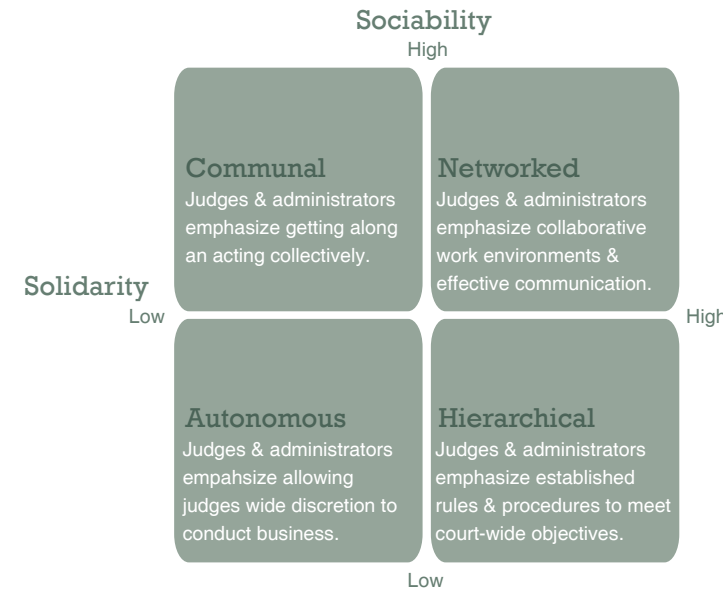 Sociability
High
Communal
Judges & administrators
emphasize getting along
an acting collectively.
Networked
Judges & administrators
emphasize collaborative
work environments &
effective communication.
Solidarity
Low
High
Autonomous
Judges & administrators
empahsize allowing
judges wide discretion to
conduct business.
Hierarchical
Judges & administrators
emphasize established
rules & procedures to meet
court-wide objectives.
Low